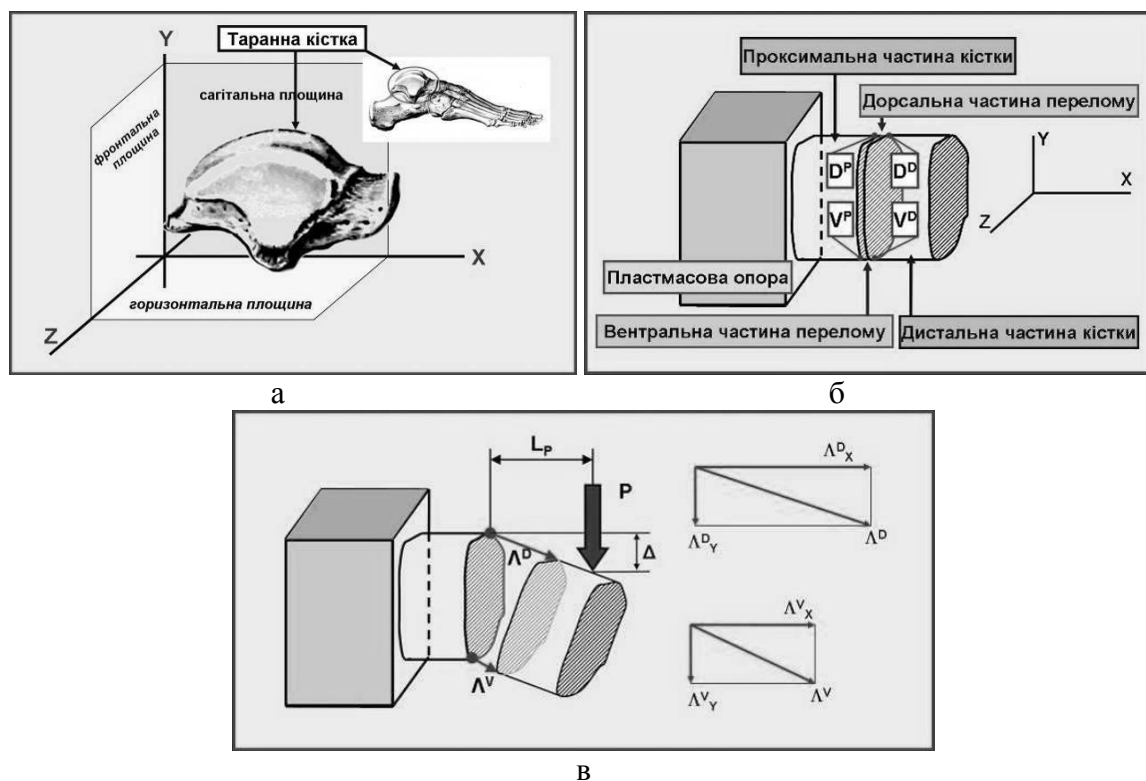 Y
Таранна кістка
сагітальна площина
фронтальна
площина
X
горизонтальна площина
Z
а
Проксимальна частина кістки
Дорсальна частина перелому
D^P
D^D
V^P
V^D
Y
X
Z
Пластмасова опора
Вентральна частина перелому
Дистальна частина кістки
б
L_P
P
Δ
Λ^D
Λ^V
Λ^D_X
Λ^D_Y
Λ^D
Λ^V_X
Λ^V_Y
Λ^V
в